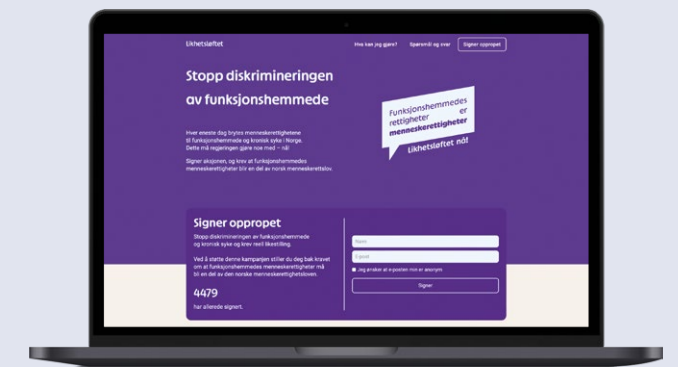 Likhetsløftet
Hva kan jeg gjøre? Spørsmål og svar Signer oppropet
Stopp diskrimineringen
av funksjonshemmede
Hver eneste dag brytes menneskerettighetene
til funksjonshemmede og kronisk syke i Norge.
Dette må regjeringen gjøre noe med – nå!
Signer aksjonen, og krev at funksjonshemmedes
menneskerettigheter blir en del av norsk menneskerettslov.
Funksjonshemmedes
rettigheter er
menneskerettigheter
Likhetsløftet nå!
Signer oppropet
Stopp diskrimineringen av funksjonshemmede
og kronisk syke og krev reell likestilling.
Ved å støtte denne kampanjen stiller du deg bak kravet
om at funksjonshemmedes menneskerettigheter må
bli en del av den norske menneskerettighetsloven.
4479
har allerede signert.
Navn
E-post
Jeg ønsker at e-posten min er anonym
Signer